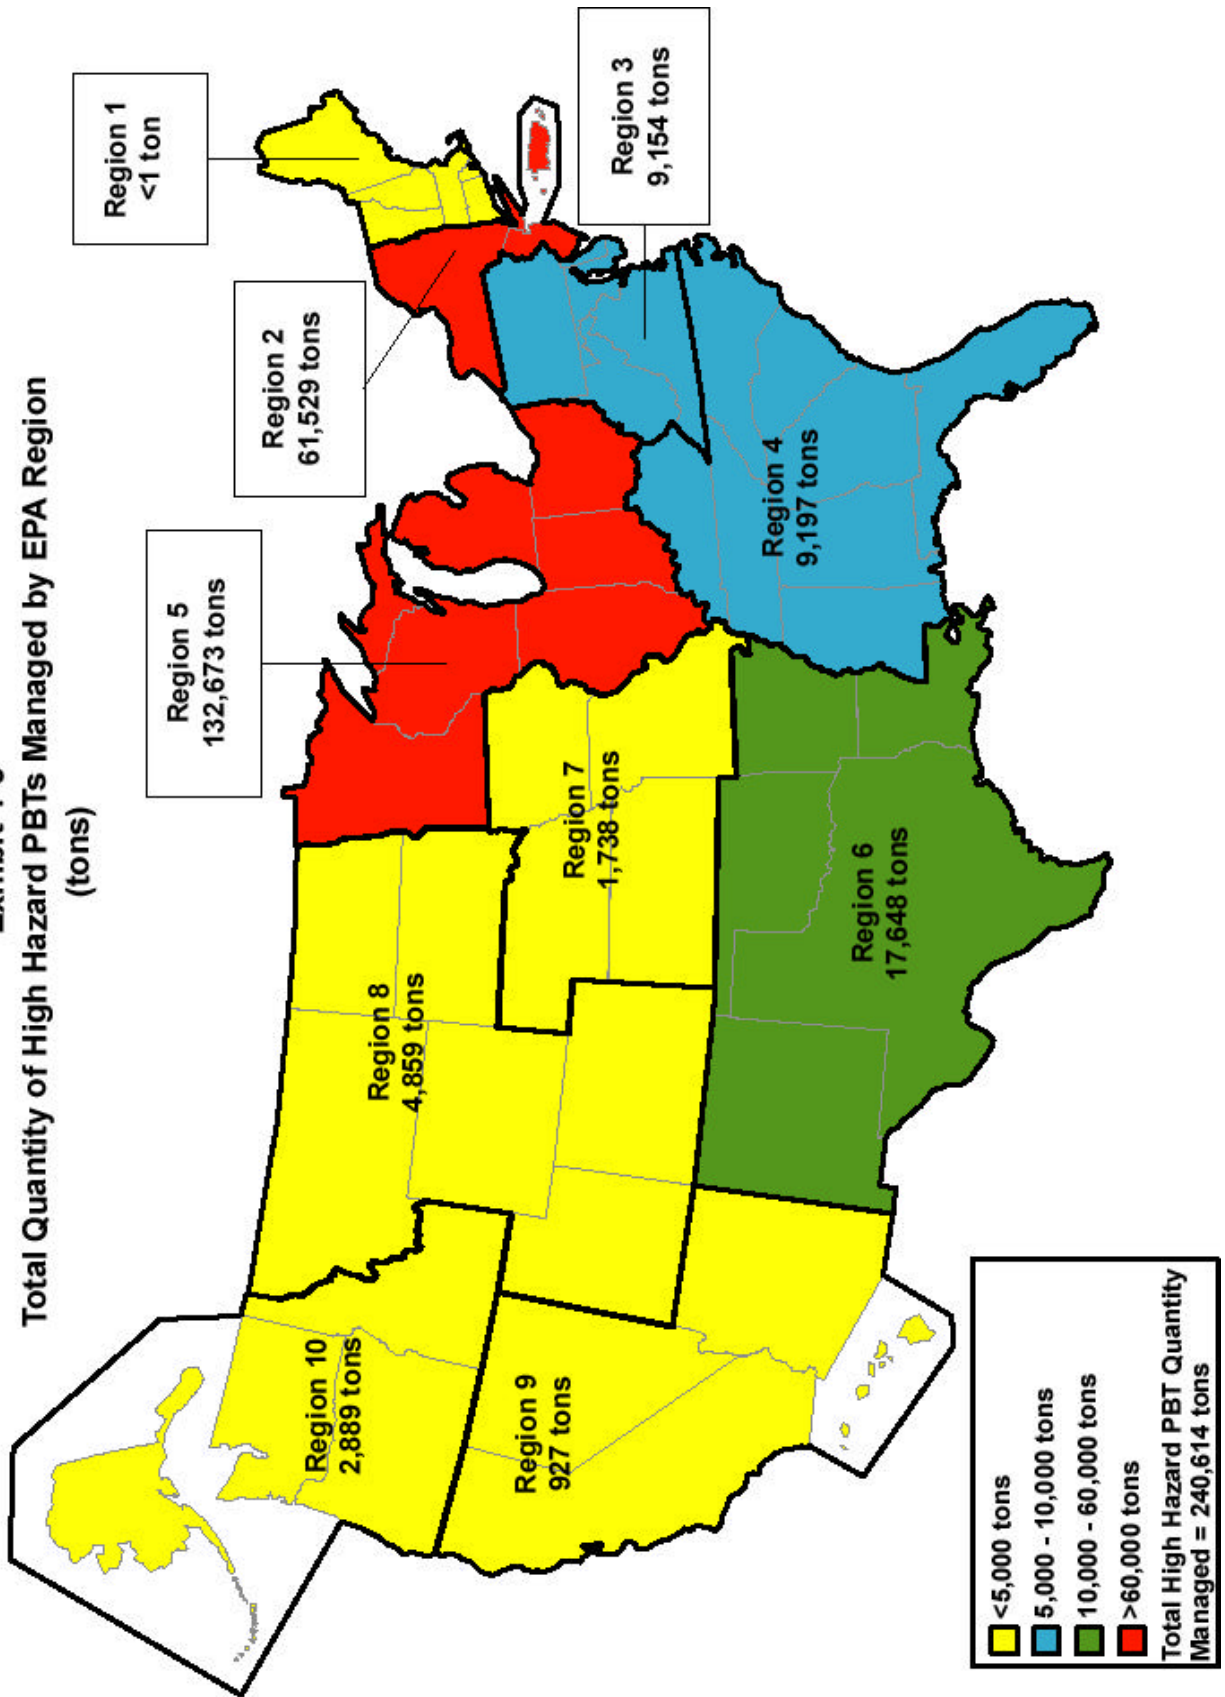 Total Quantity of High Hazard PBTs Managed by EPA Region
(tons)
Region 1
<1 ton
Region 2
61,529 tons
Region 5
132,673 tons
Region 3
9,154 tons
Region 8
4,859 tons
Region 10
2,889 tons
Region 7
1,738 tons
Region 9
927 tons
Region 4
9,197 tons
Region 6
17,648 tons
<5,000 tons
5,000 - 10,000 tons
10,000 - 60,000 tons
>60,000 tons
Total High Hazard PBT Quantity
Managed = 240,614 tons